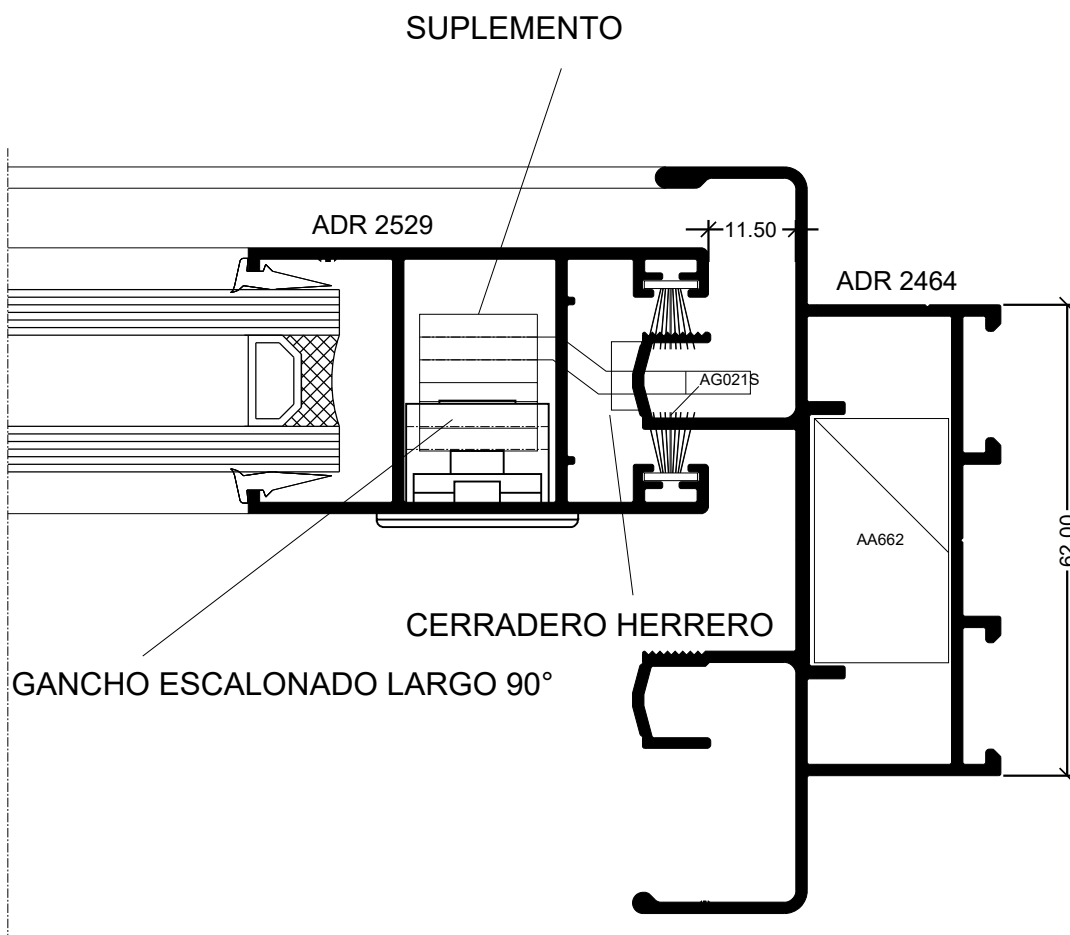 SUPLEMENTO
ADR 2529
11.50
ADR 2464
AG021S
AA662
62.00
CERRADERO HERRERO
GANCHO ESCALONADO LARGO 90°